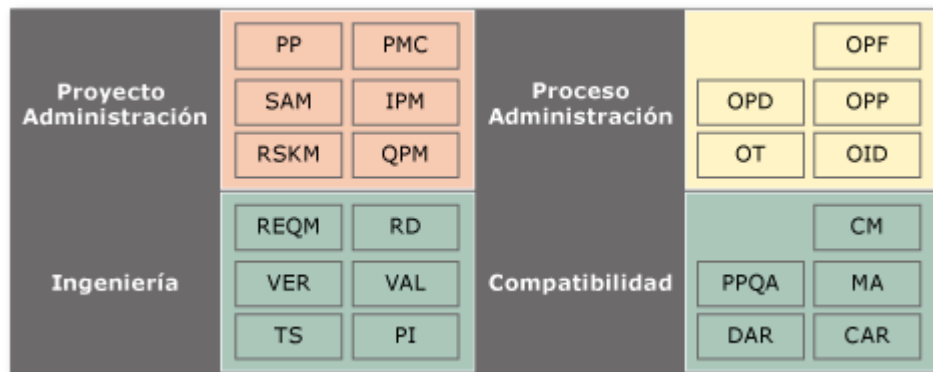 Proyecto
Administración
PP PMC
SAM IPM
RSKM QPM
Proceso
Administración
OPF
OPD OPP
OT OID
Ingeniería
REQM RD
VER VAL
TS PI
Compatibilidad
CM
PPQA MA
DAR CAR